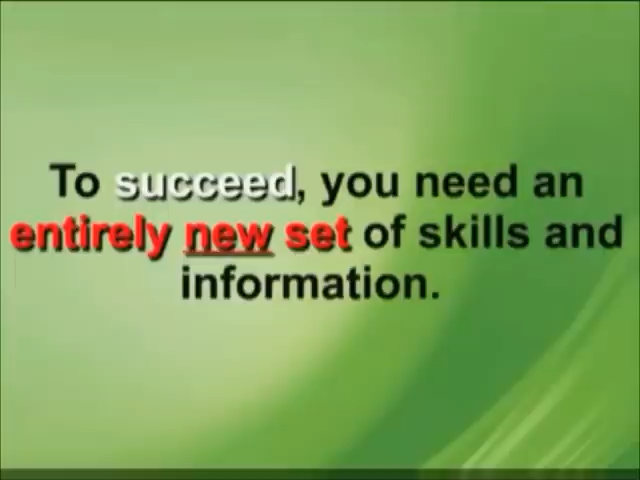 To succeed, you need an
entirely new set of skills and
information.